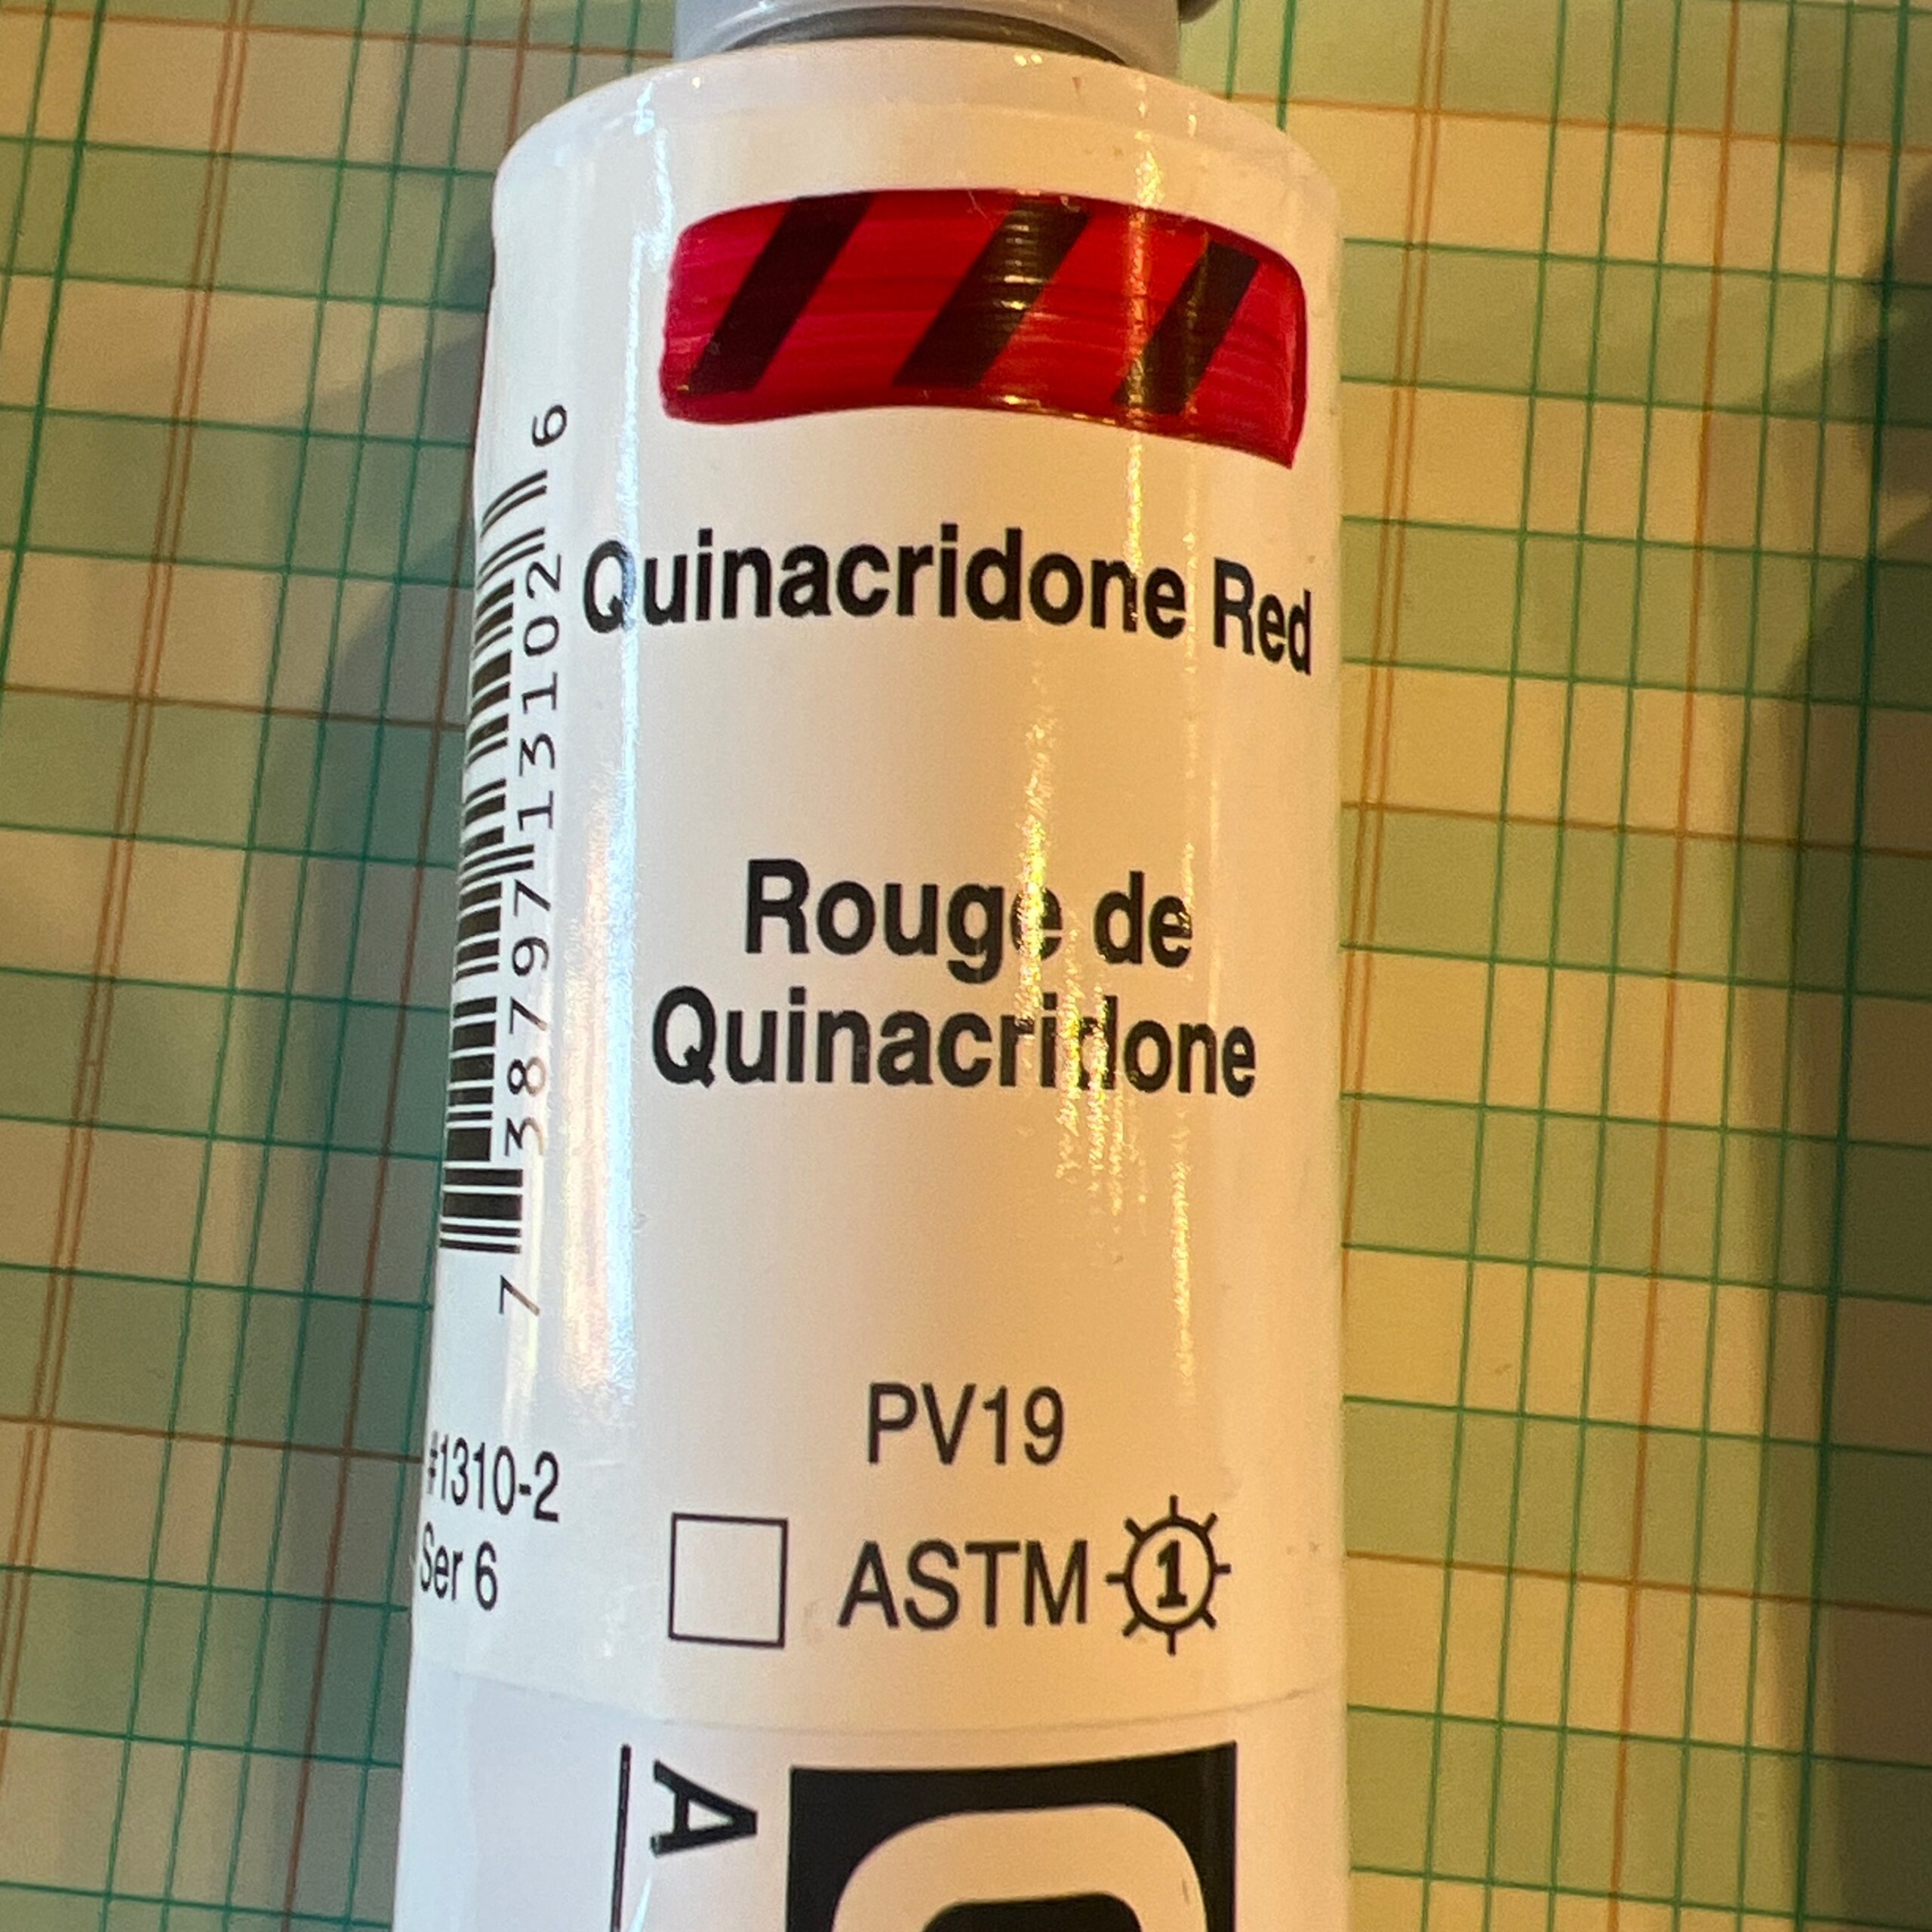 Quinacridone Red
Rouge de
Quinacridone
PV19
ASTM 1
7 38797 13102 6
#1310-2
Ser 6
A